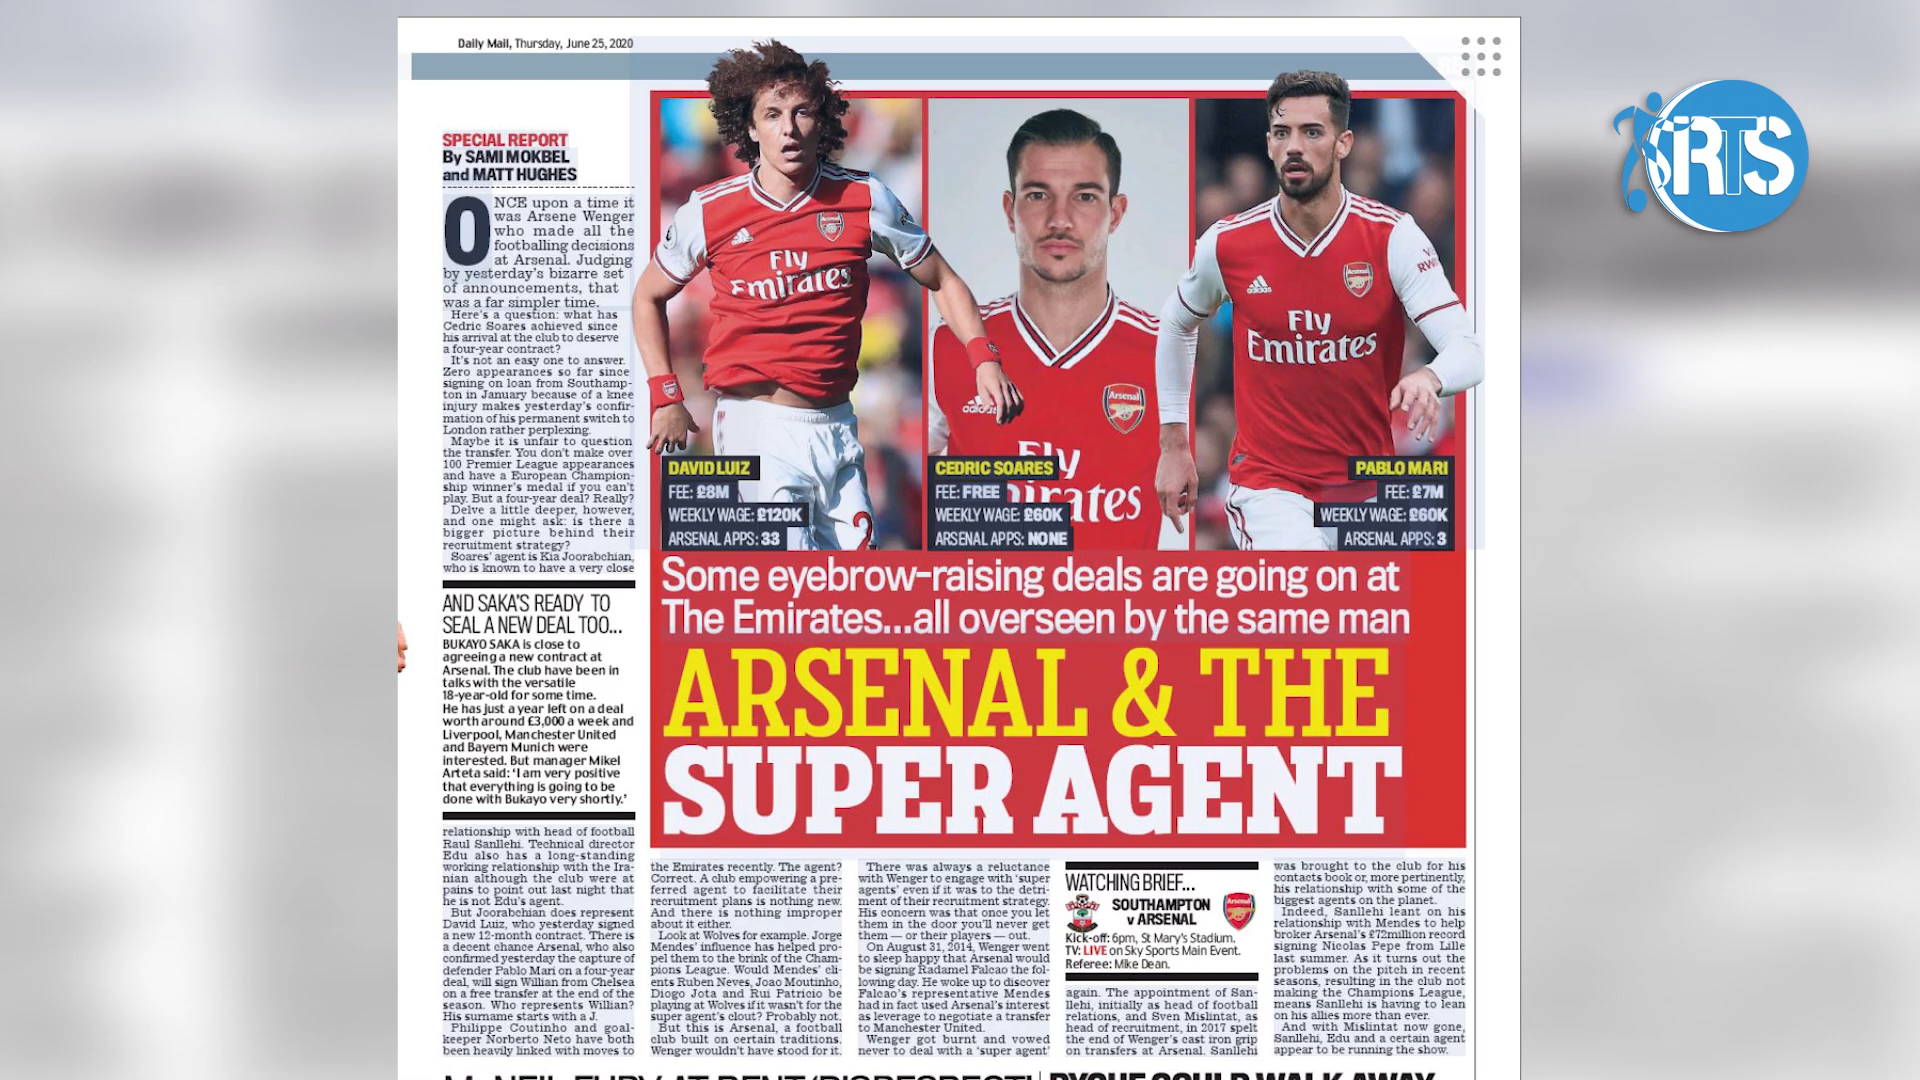 Daily Mail, Thursday, June 25, 2020
RTS
SPECIAL REPORT
By SAMI MOKBEL
and MATT HUGHES
ONCE upon a time it
was Arsene Wenger
who made all the
footballing decisions
at Arsenal. Judging
by yesterday's bizarre set
of announcements, that
was a far simpler time.
Here's a question: what has
Cedric Soares achieved since
his arrival at the club to deserve
a four-year contract?
It's not an easy one to answer.
Zero appearances so far since
signing on loan from Southamp-
ton in January because of a knee
injury makes yesterday's confir-
mation of his permanent switch to
London rather perplexing.
Maybe it is unfair to question
the transfer. You don't make over
100 Premier League appearances
and have a European Champion-
ship winner's medal if you can't
play. But a four-year deal? Really?
Delve a little deeper, however,
and one might ask: is there a
bigger picture behind their
recruitment strategy?
Soares' agent is Kia Joorabchian,
who is known to have a very close
AND SAKA'S READY TO
SEAL A NEW DEAL TOO...
BUKAYO SAKA is close to
agreeing a new contract at
Arsenal. The club have been in
talks with the versatile
18-year-old for some time.
He has just a year left on a deal
worth around £3,000 a week and
Liverpool, Manchester United
and Bayern Munich were
interested. But manager Mikel
Arteta said: 'I am very positive
that everything is going to be
done with Bukayo very shortly.'
relationship with head of football
Raul Sanllehi. Technical director
Edu also has a long-standing
working relationship with the Ira-
nian although the club were at
pains to point out last night that
he is not Edu's agent.
But Joorabchian does represent
David Luiz, who yesterday signed
a new 12-month contract. There is
a decent chance Arsenal, who also
confirmed yesterday the capture of
defender Pablo Mari on a four-year
deal, will sign Willian from Chelsea
on a free transfer at the end of the
season. Who represents Willian?
His surname starts with a J.
Philippe Coutinho and goal-
keeper Norberto Neto have both
been heavily linked with moves to
Fly
Emirates
Arsenal
DAVID LUIZ
FEE: £8M
WEEKLY WAGE: £120K
ARSENAL APPS: 33
adidas
Arsenal
Fly
Emirates
CEDRIC SOARES
FEE: FREE
WEEKLY WAGE: £60K
ARSENAL APPS: NONE
Arsenal
Fly
Emirates
PABLO MARI
FEE: £7M
WEEKLY WAGE: £60K
ARSENAL APPS: 3
Some eyebrow-raising deals are going on at
The Emirates...all overseen by the same man
ARSENAL & THE
SUPER AGENT
the Emirates recently. The agent?
Correct. A club empowering a pre-
ferred agent to facilitate their
recruitment plans is nothing new.
And there is nothing improper
about it either.
Look at Wolves for example. Jorge
Mendes' influence has helped pro-
pel them to the brink of the Cham-
pions League. Would Mendes' cli-
ents Ruben Neves, Joao Moutinho,
Diogo Jota and Rui Patricio be
playing at Wolves if it wasn't for the
super agent's clout? Probably not.
But this is Arsenal, a football
club built on certain traditions.
Wenger wouldn't have stood for it.
There was always a reluctance
with Wenger to engage with 'super
agents' even if it was to the detri-
ment of their recruitment strategy.
His concern was that once you let
them in the door you'll never get
them — or their players — out.
On August 31, 2014, Wenger went
to sleep happy that Arsenal would
be signing Radamel Falcao the fol-
lowing day. He woke up to discover
Falcao's representative Mendes
had in fact used Arsenal's interest
as leverage to negotiate a transfer
to Manchester United.
Wenger got burnt and vowed
never to deal with a 'super agent'
WATCHING BRIEF...
SOUTHAMPTON
v ARSENAL
Kick-off: 6pm, St Mary's Stadium.
TV: LIVE on Sky Sports Main Event.
Referee: Mike Dean.
again. The appointment of San-
llehi, initially as head of football
relations, and Sven Mislintat, as
head of recruitment, in 2017 spelt
the end of Wenger's cast iron grip
on transfers at Arsenal. Sanllehi
was brought to the club for his
contacts book or, more pertinently,
his relationship with some of the
biggest agents on the planet.
Indeed, Sanllehi leant on his
relationship with Mendes to help
broker Arsenal's £72million record
signing Nicolas Pepe from Lille
last summer. As it turns out the
problems on the pitch in recent
seasons, resulting in the club not
making the Champions League,
means Sanllehi is having to lean
on his allies more than ever.
And with Mislintat now gone,
Sanllehi, Edu and a certain agent
appear to be running the show.